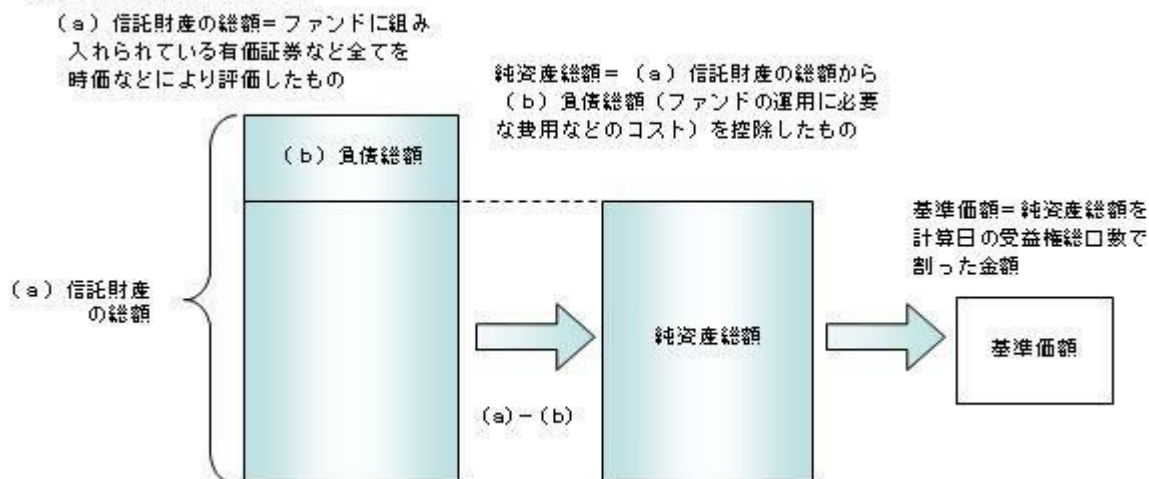 （a）信託財産の総額＝ファンドに組み
入れられている有価証券など全てを
時価などにより評価したもの
純資産総額＝（a）信託財産の総額から
（b）負債総額（ファンドの運用に必要
な費用などのコスト）を控除したもの
（b）負債総額
基準価額＝純資産総額を
計算日の受益権総口数で
割った金額
（a）信託財産
の総額
純資産総額
基準価額
(a)－(b)